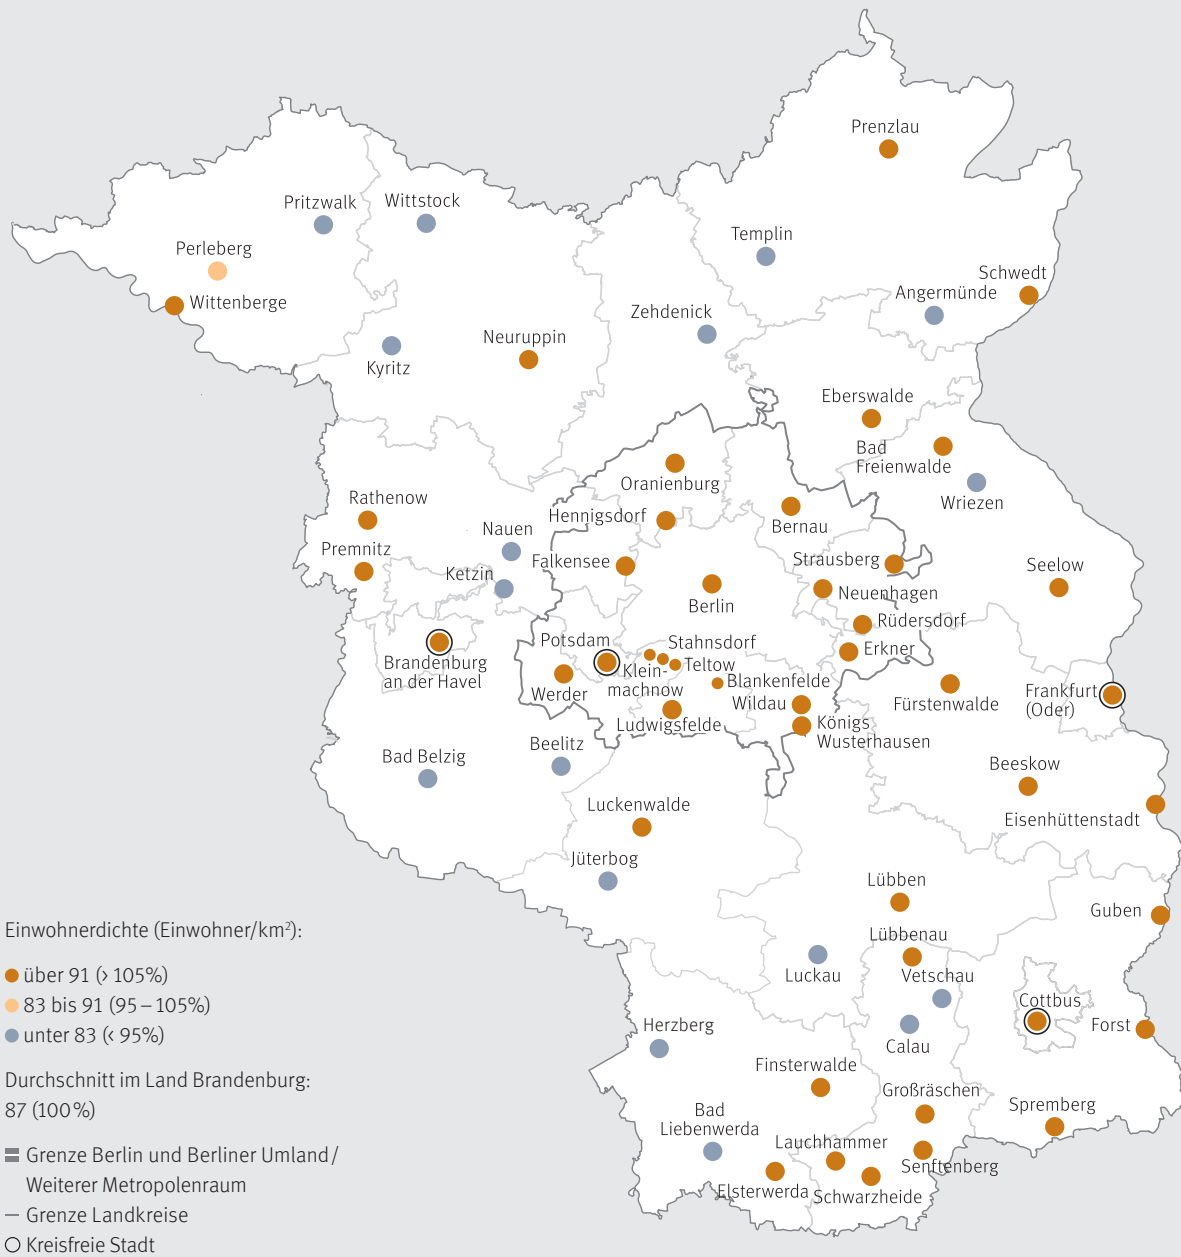 Prenzlau
Pritzwalk
Wittstock
Templin
Perleberg
Schwedt
Angermünde
Wittenberge
Zehdenick
Neuruppin
Kyritz
Eberswalde
Bad
Freienwalde
Oranienburg
Wriezen
Rathenow
Hennigsdorf
Bernau
Nauen
Premnitz
Falkensee
Strausberg
Seelow
Ketzin
Berlin
Neuenhagen
Rüdersdorf
Potsdam
Stahnsdorf
Erkner
Brandenburg
an der Havel
Klein-
machnow
Teltow
Blankenfelde
Werder
Wildau
Fürstenwalde
Frankfurt
(Oder)
Ludwigsfelde
Königs
Wusterhausen
Beelitz
Bad Belzig
Beeskow
Luckenwalde
Eisenhüttenstadt
Jüterbog
Lübben
Guben
Lübbenau
Luckau
Vetschau
Cottbus
Herzberg
Forst
Calau
Finsterwalde
Großräschen
Bad
Liebenwerda
Spremberg
Lauchhammer
Senftenberg
Elsterwerda
Schwarzheide
Einwohnerdichte (Einwohner/km²):
über 91 (> 105%)
83 bis 91 (95–105%)
unter 83 (< 95%)
Durchschnitt im Land Brandenburg:
87 (100%)
Grenze Berlin und Berliner Umland/
Weiterer Metropolenraum
Grenze Landkreise
Kreisfreie Stadt